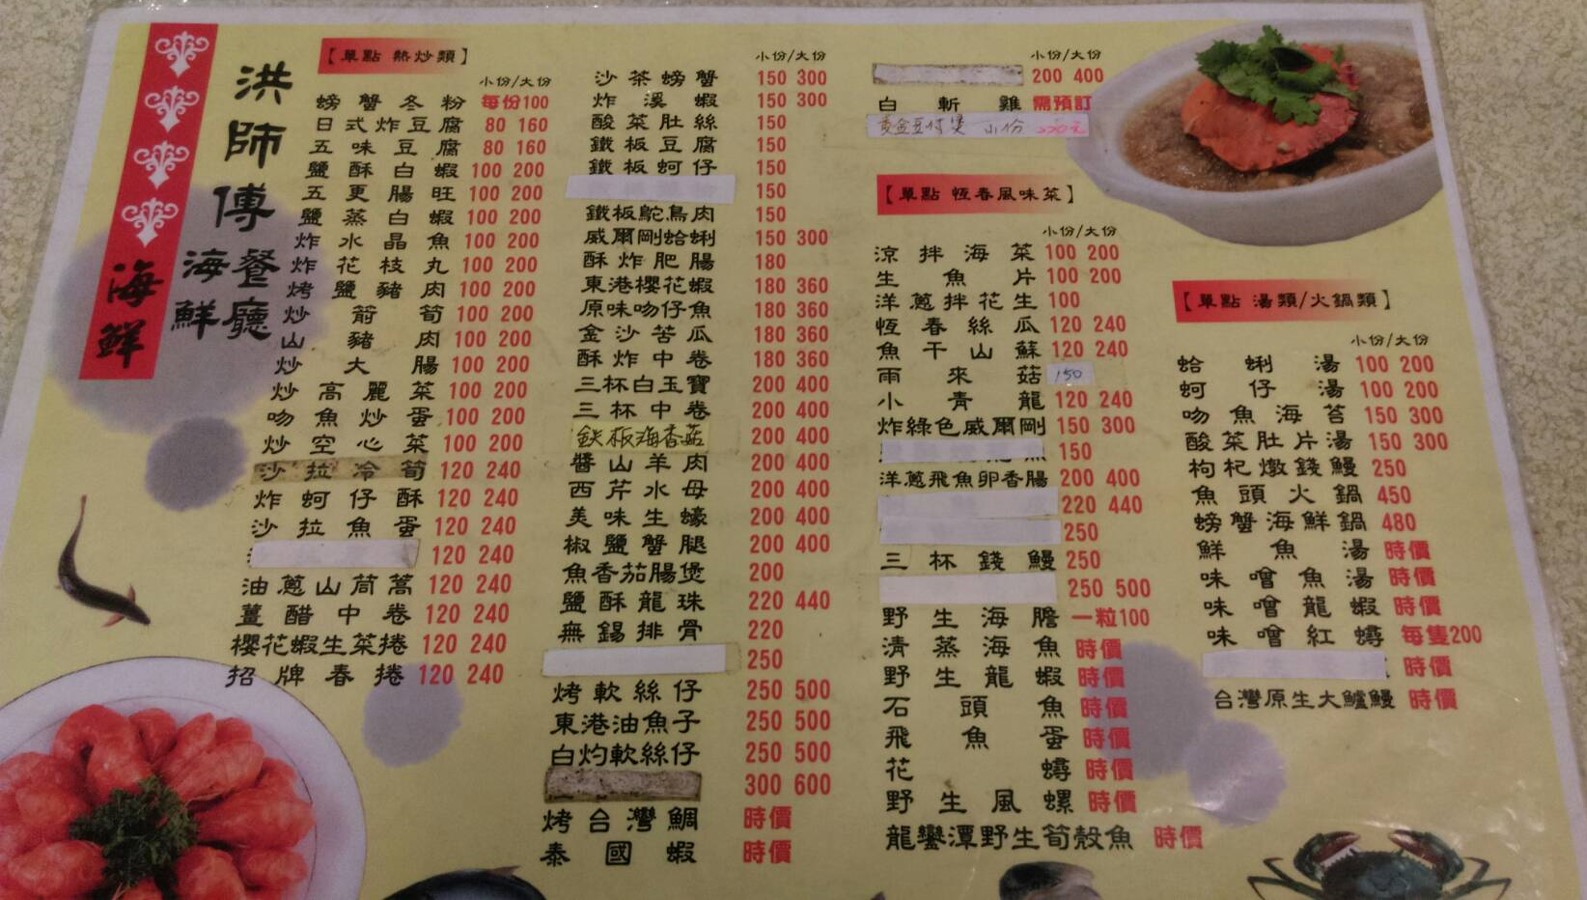 海鮮
洪師傅
海鮮
餐廳
【單點 熱炒類】
小份/大份
螃蟹冬粉 每份100
日式炸豆腐 80 160
五味豆腐 80 160
鹽酥白蝦 100 200
五更腸旺 100 200
鹽蒸白蝦 100 200
炸水晶魚 100 200
炸花枝丸 100 200
烤鹽豬肉 100 200
炒箭筍 100 200
山豬肉 100 200
炒大腸 100 200
炒高麗菜 100 200
吻魚炒蛋 100 200
炒空心菜 100 200
沙拉冷筍 120 240
炸蚵仔酥 120 240
沙拉魚蛋 120 240
120 240
油蔥山茼蒿 120 240
薑醋中卷 120 240
櫻花蝦生菜捲 120 240
招牌春捲 120 240
小份/大份
沙茶螃蟹 150 300
炸溪蝦 150 300
酸菜肚絲 150
鐵板豆腐 150
鐵板蚵仔 150
150
鐵板鴕鳥肉 150
威爾剛蛤蜊 150 300
酥炸肥腸 180
東港櫻花蝦 180 360
原味吻仔魚 180 360
金沙苦瓜 180 360
酥炸中卷 180 360
三杯白玉寶 200 400
三杯中卷 200 400
鉄板海香菇 200 400
醬山羊肉 200 400
西芹水母 200 400
美味生蠔 200 400
椒鹽蟹腿 200 400
魚香茄腸煲 200
鹽酥龍珠 220 440
無錫排骨 220
250
烤軟絲仔 250 500
東港油魚子 250 500
白灼軟絲仔 250 500
300 600
烤台灣鯛 時價
泰國蝦 時價
小份/大份
200 400
白斬雞 需預訂
黃金豆付煲 小份 220元
【單點 恆春風味菜】
小份/大份
涼拌海菜 100 200
生魚片 100 200
洋蔥拌花生 100
恆春絲瓜 120 240
魚干山蘇 120 240
雨來菇 150
小青龍 120 240
炸綠色威爾剛 150 300
150
洋蔥飛魚卵香腸 200 400
220 440
250
三杯錢鰻 250
250 500
野生海膽 一粒100
清蒸海魚 時價
野生龍蝦 時價
石頭魚 時價
飛魚蛋 時價
花蟳 時價
野生風螺 時價
龍鑾潭野生筍殼魚 時價
【單點 湯類/火鍋類】
小份/大份
蛤蜊湯 100 200
蚵仔湯 100 200
吻魚海苔 150 300
酸菜肚片湯 150 300
枸杞燉錢鰻 250
魚頭火鍋 450
螃蟹海鮮鍋 480
鮮魚湯 時價
味噌魚湯 時價
味噌龍蝦 時價
味噌紅蟳 每隻200
時價
台灣原生大鱸鰻 時價